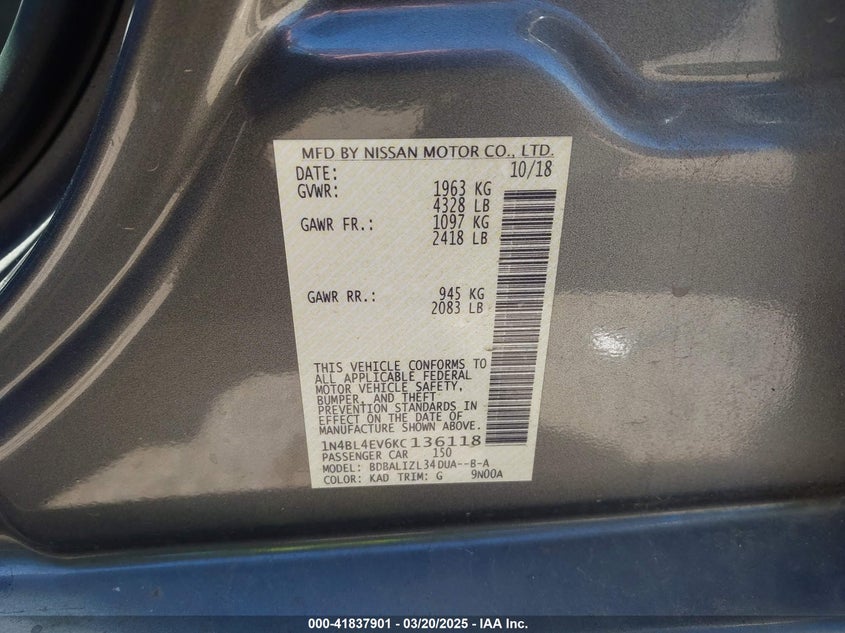 MFD BY NISSAN MOTOR CO., LTD.
DATE: 10/18
GVWR: 1963 KG
4328 LB
GAWR FR.: 1097 KG
2418 LB
GAWR RR.: 945 KG
2083 LB
THIS VEHICLE CONFORMS TO
ALL APPLICABLE FEDERAL
MOTOR VEHICLE SAFETY,
BUMPER, AND THEFT
PREVENTION STANDARDS IN
EFFECT ON THE DATE OF
MANUFACTURE SHOWN ABOVE.
1N4BL4EV6KC136118
PASSENGER CAR 150
MODEL: BDBALIZL34DUA--B-A
COLOR: KAD TRIM: G 9N00A
000-41837901 / 03/20/2025 - IAA Inc.